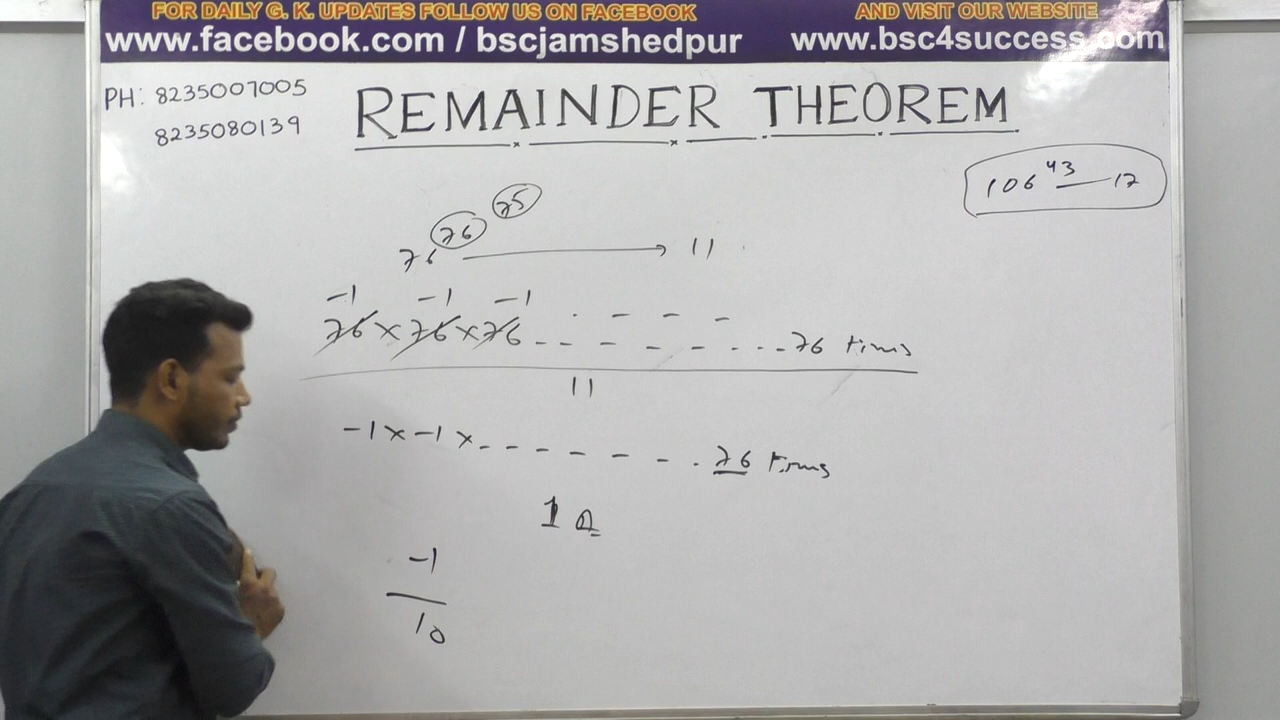 FOR DAILY G. K. UPDATES FOLLOW US ON FACEBOOK AND VISIT OUR WEBSITE
www.facebook.com / bscjamshedpur www.bsc4success.com
PH: 8235007005
8235080139
REMAINDER THEOREM
106^43 — 17
76^76^75 → 11
-1 -1 -1 . - - - -
76 x 76 x 76 - - - - - - - - - 76 times
11
-1 x -1 x - - - - - - . 76 times
1
-1
10